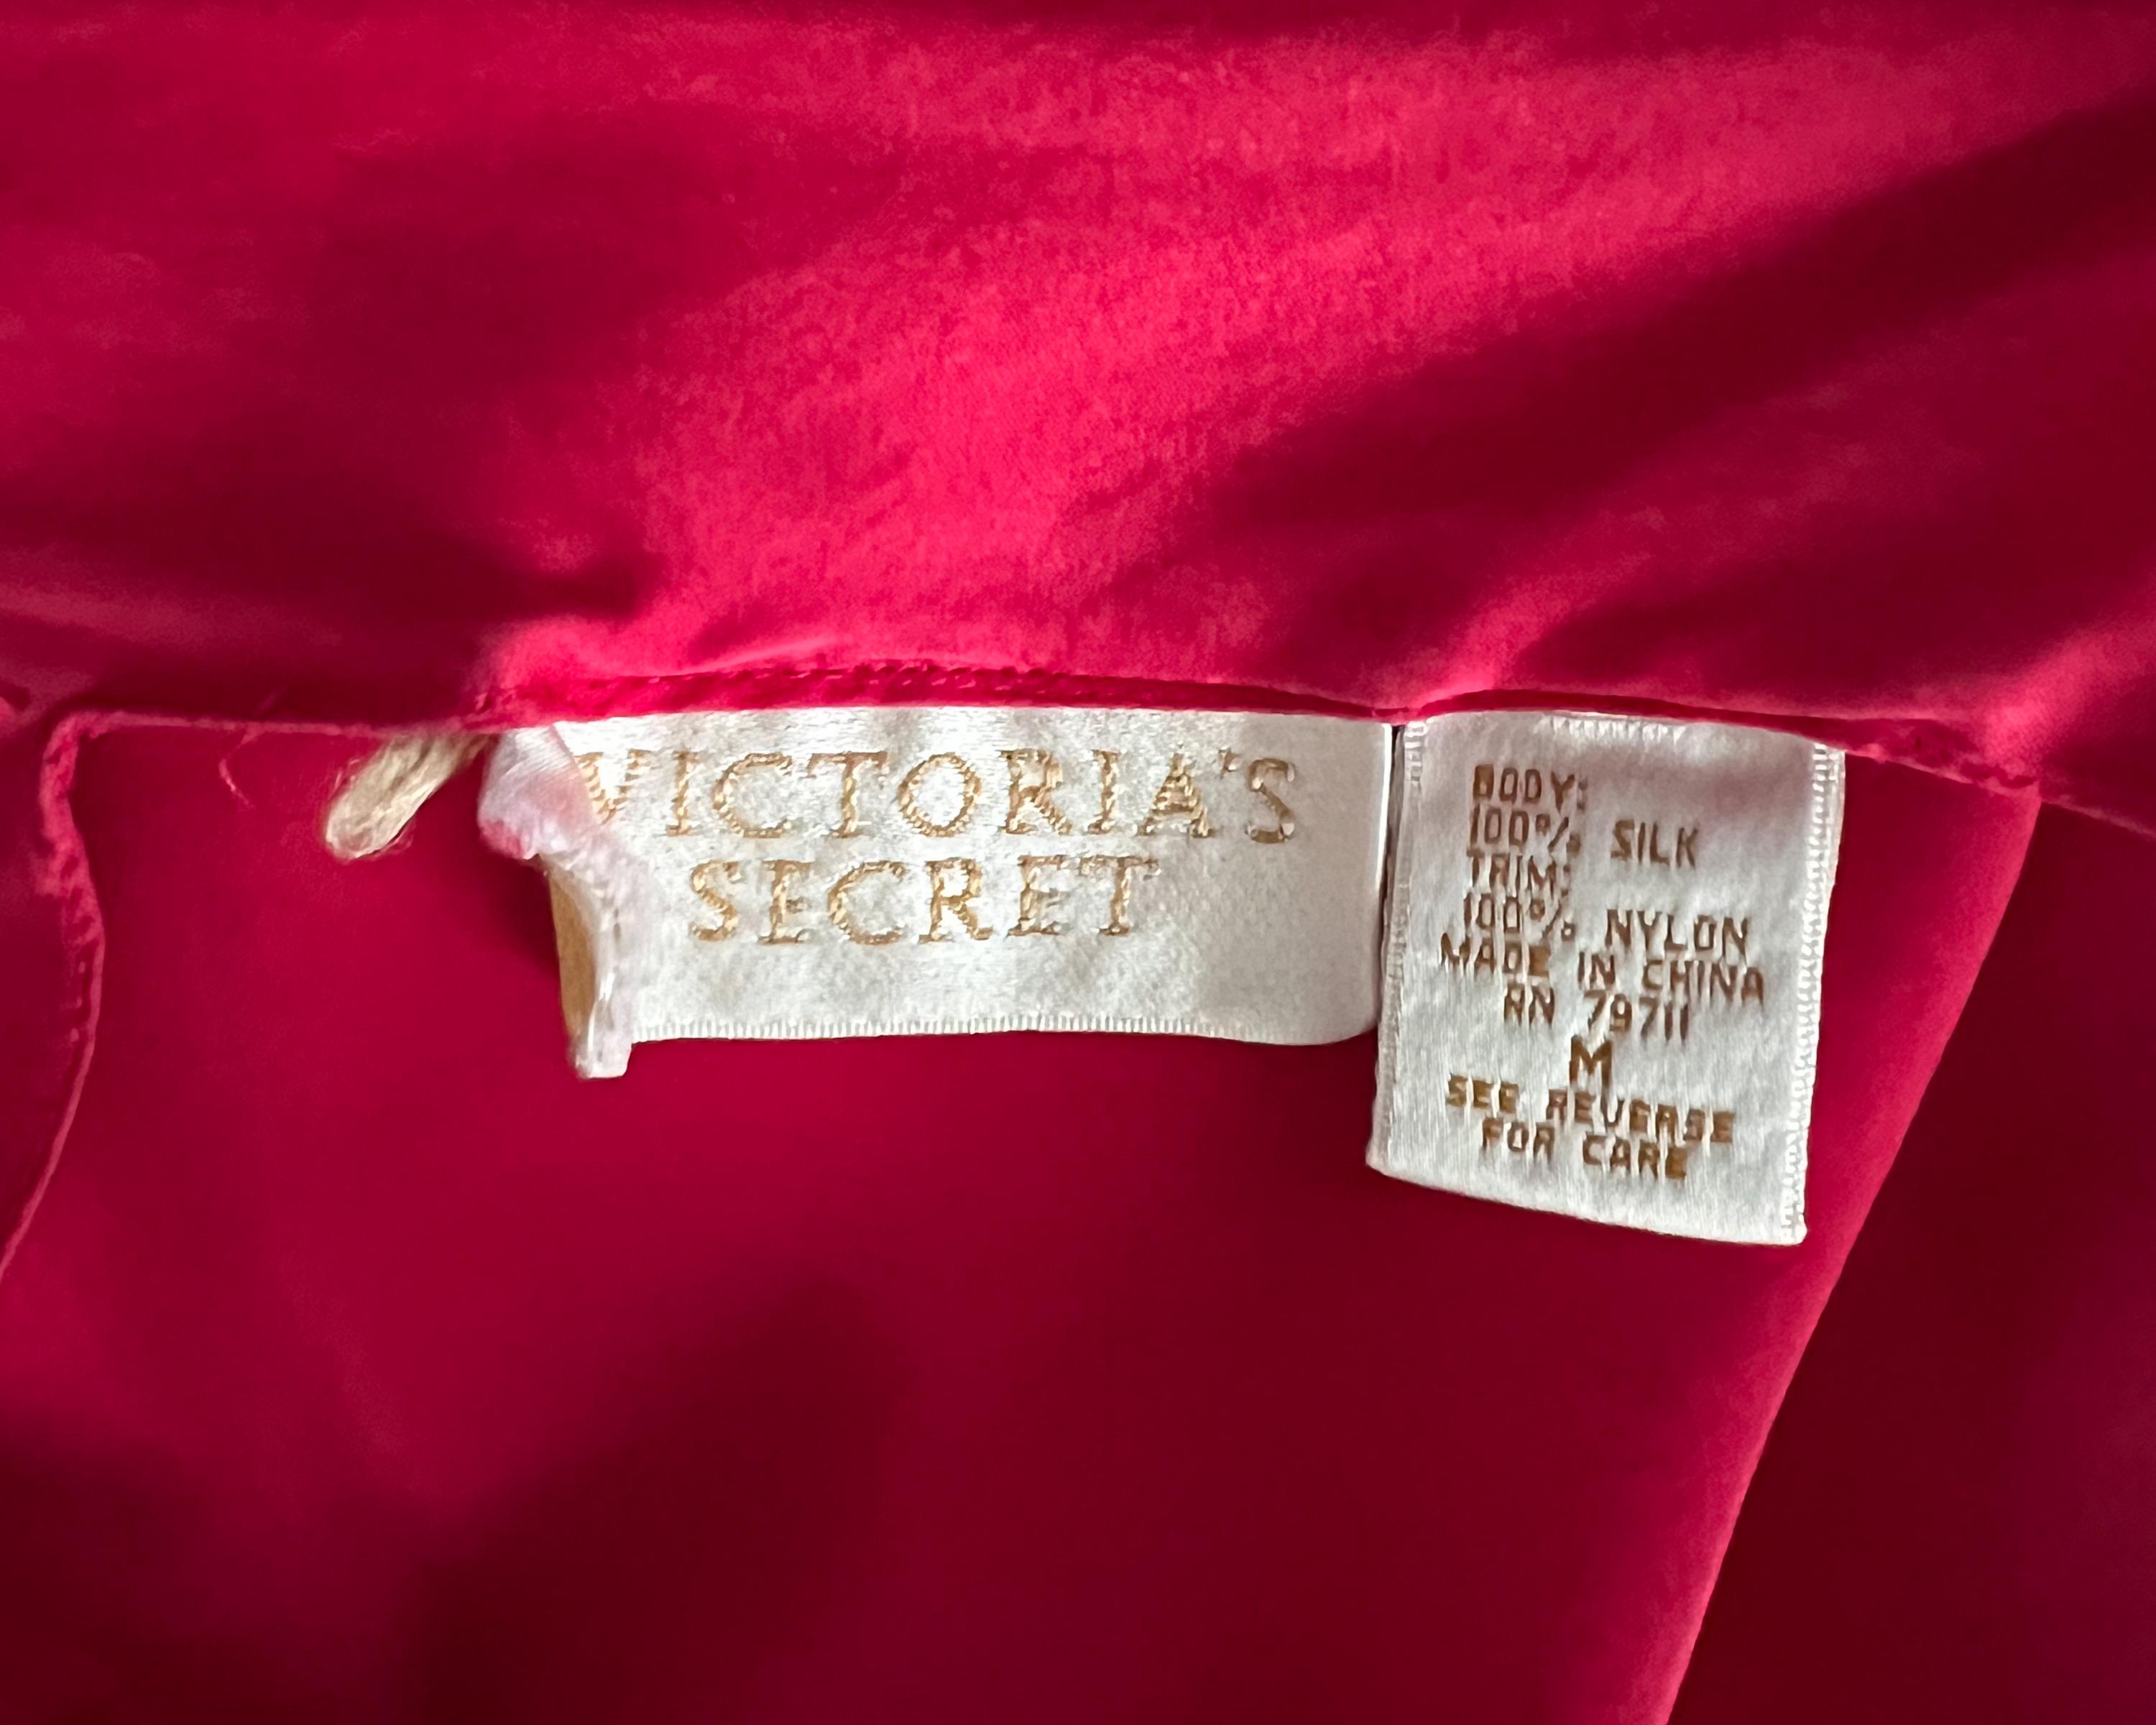 VICTORIA'S
SECRET
BODY:
100% SILK
TRIM:
100% NYLON
MADE IN CHINA
RN 79711
M
SEE REVERSE
FOR CARE